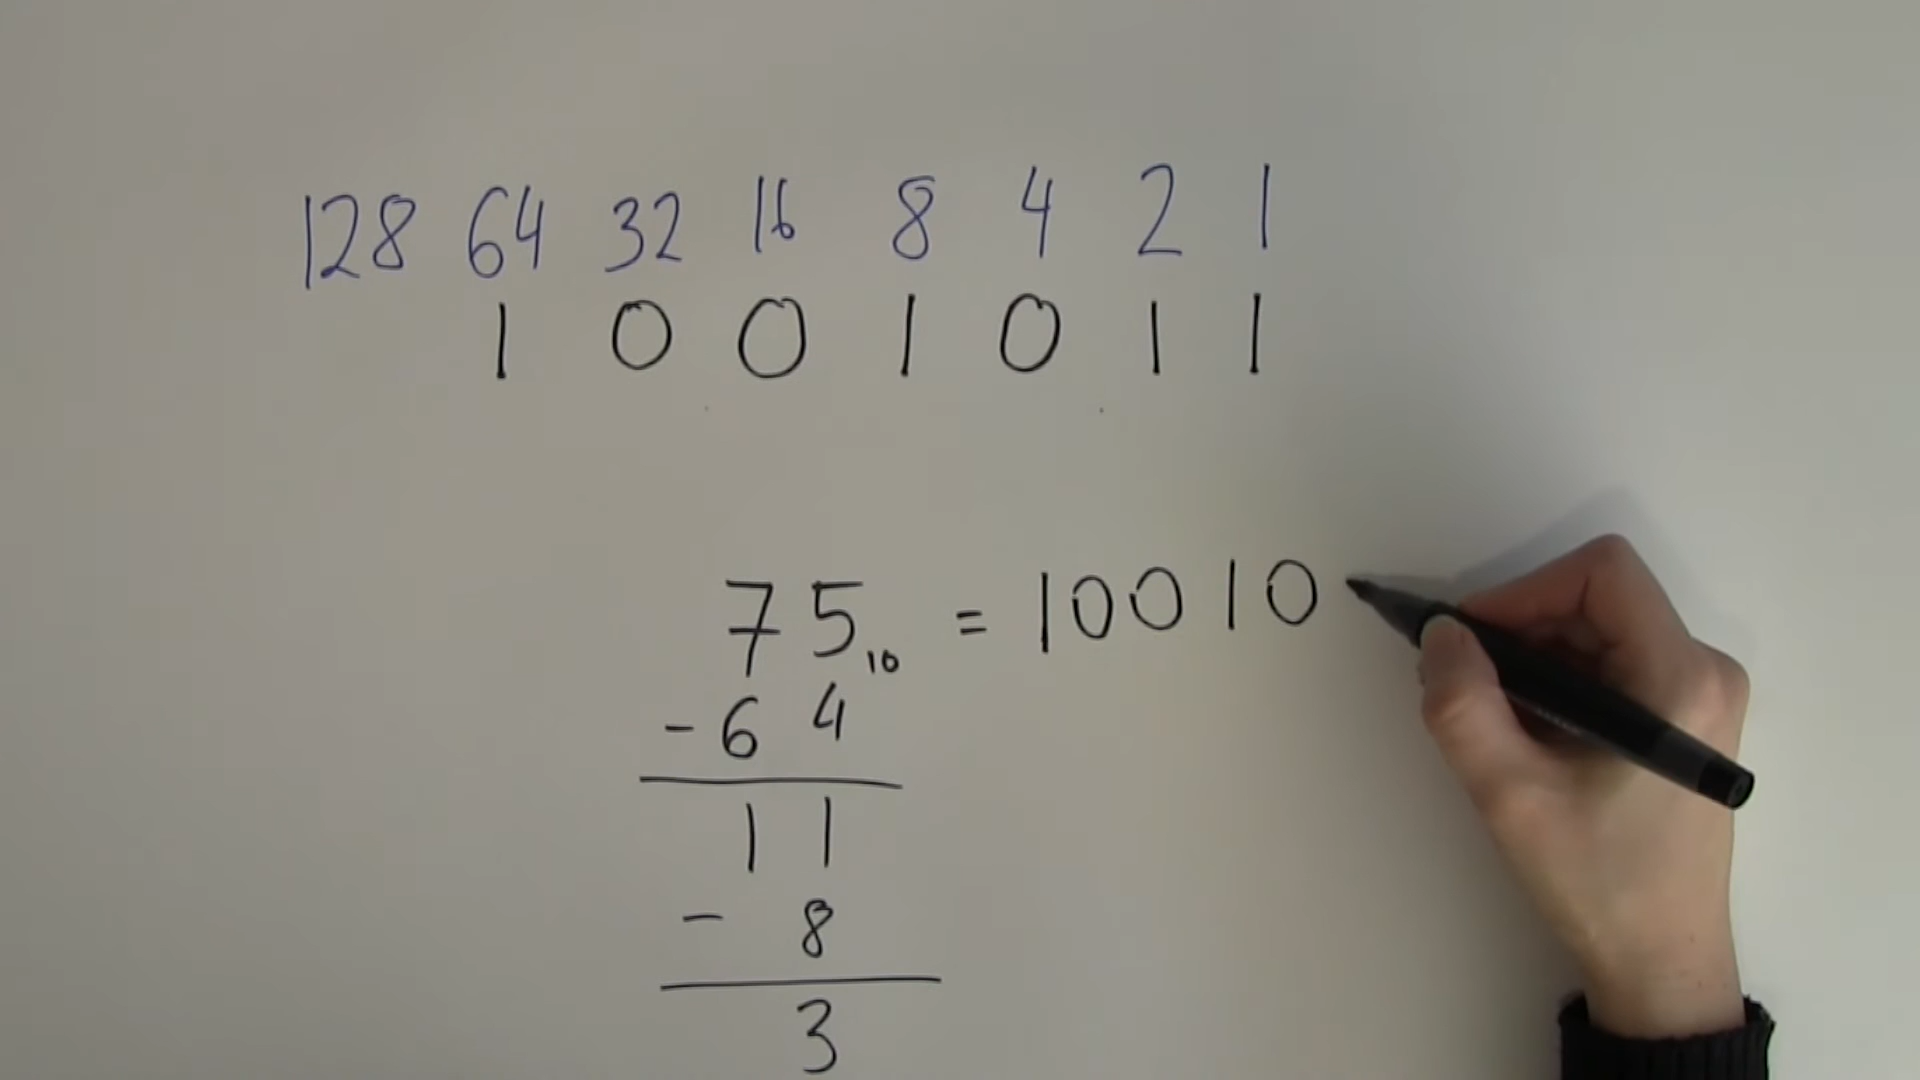 128 64 32 16 8 4 2 1
1 0 0 1 0 1 1
75₁₀ = 10010
- 64
11
- 8
3